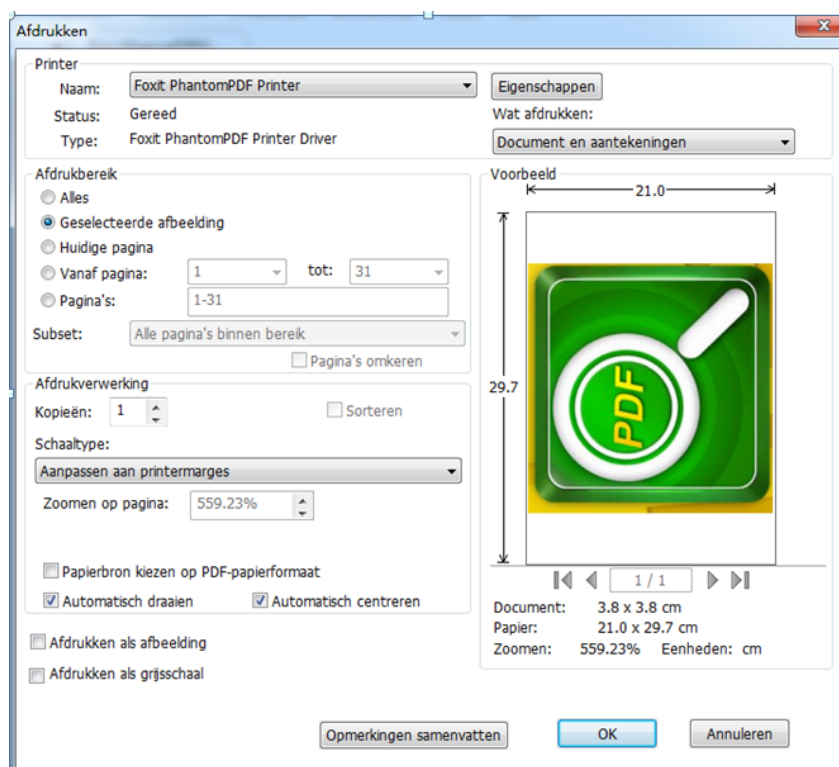 Afdrukken
Printer
Naam: Foxit PhantomPDF Printer
Eigenschappen
Status: Gereed
Wat afdrukken:
Type: Foxit PhantomPDF Printer Driver
Document en aantekeningen
Afdrukbereik
Alles
Geselecteerde afbeelding
Huidige pagina
Vanaf pagina: 1 tot: 31
Pagina's: 1-31
Subset: Alle pagina's binnen bereik
Pagina's omkeren
Afdrukverwerking
Kopieën: 1
Sorteren
Schaaltype:
Aanpassen aan printermarges
Zoomen op pagina: 559.23%
Papierbron kiezen op PDF-papierformaat
Automatisch draaien
Automatisch centreren
Afdrukken als afbeelding
Afdrukken als grijsschaal
Voorbeeld
21.0
29.7
PDF
1 / 1
Document: 3.8 x 3.8 cm
Papier: 21.0 x 29.7 cm
Zoomen: 559.23% Eenheden: cm
Opmerkingen samenvatten
OK
Annuleren